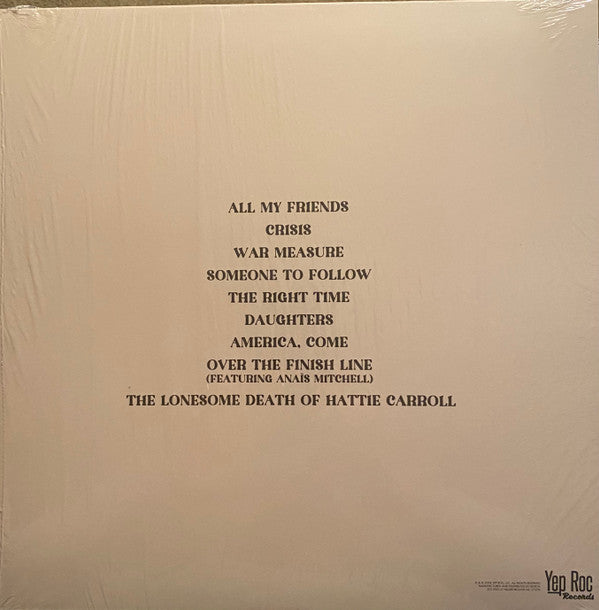 ALL MY FRIENDS
CRISIS
WAR MEASURE
SOMEONE TO FOLLOW
THE RIGHT TIME
DAUGHTERS
AMERICA, COME
OVER THE FINISH LINE
(FEATURING ANAÏS MITCHELL)
THE LONESOME DEATH OF HATTIE CARROLL
Yep Roc
Records